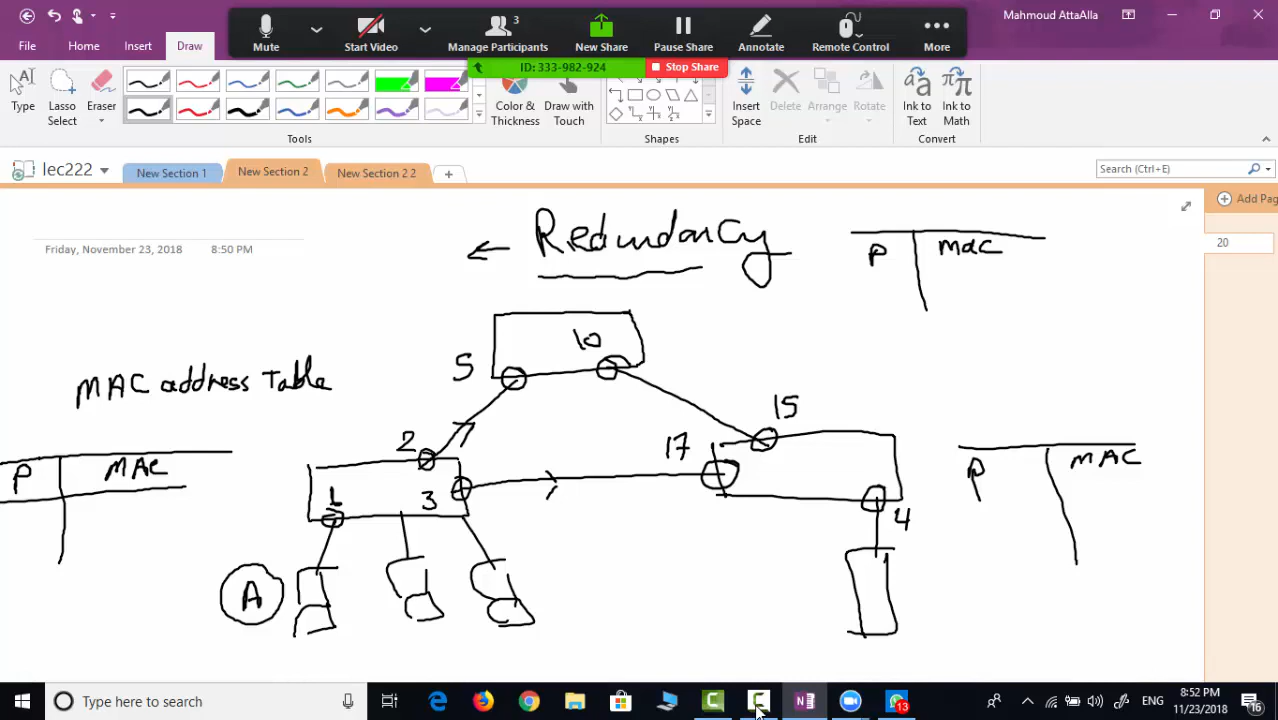 Mahmoud AttaAlla
Mute
Start Video
3
Manage Participants
New Share
Pause Share
Annotate
Remote Control
More
ID: 333-982-924
Stop Share
File
Home
Insert
Draw
Type
Lasso
Select
Eraser
Color &
Thickness
Draw with
Touch
Insert
Space
Delete
Arrange
Rotate
Ink to
Text
Ink to
Math
Tools
Shapes
Edit
Convert
lec222
New Section 1
New Section 2
New Section 2 2
Search (Ctrl+E)
Add Pag
20
Friday, November 23, 2018
8:50 PM
← Redundancy
P MAC
10
5
MAC address Table
15
2
17
P MAC
P MAC
1
3
4
A
Type here to search
13
ENG
8:52 PM
11/23/2018
16